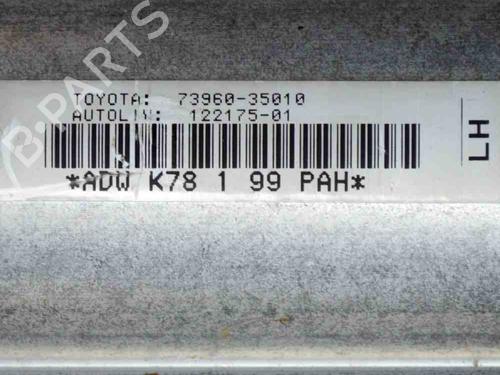 TOYOTA: 73960-35010
AUTOLIV: 122175-01
*ADW K78 1 99 PAH*
LH
B-PARTS